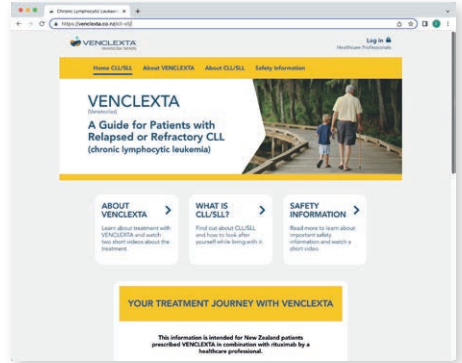 Chronic Lymphocytic Leukaem
https://venclexta.co.nz/cll-sll/
VENCLEXTA
Log in
Healthcare Professionals
Home CLL/SLL About VENCLEXTA About CLL/SLL Safety Information
VENCLEXTA
(Venetoclax)
A Guide for Patients with
Relapsed or Refractory CLL
(chronic lymphocytic leukemia)
ABOUT
VENCLEXTA
Learn about treatment with
VENCLEXTA and watch
two short videos about the
treatment.
WHAT IS
CLL/SLL?
Find out about CLL/SLL
and how to look after
yourself while living with it.
SAFETY
INFORMATION
Read more to learn about
important safety
information and watch a
short video.
YOUR TREATMENT JOURNEY WITH VENCLEXTA
This information is intended for New Zealand patients
prescribed VENCLEXTA in combination with rituximab by a
healthcare professional.